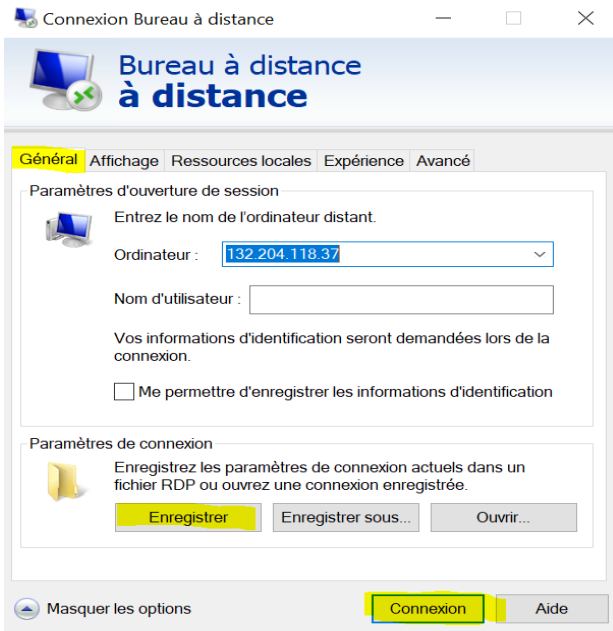 Connexion Bureau à distance
Bureau à distance
à distance
Général Affichage Ressources locales Expérience Avancé
Paramètres d'ouverture de session
Entrez le nom de l'ordinateur distant.
Ordinateur : 132.204.118.37
Nom d'utilisateur :
Vos informations d'identification seront demandées lors de la
connexion.
Me permettre d'enregistrer les informations d'identification
Paramètres de connexion
Enregistrez les paramètres de connexion actuels dans un
fichier RDP ou ouvrez une connexion enregistrée.
Enregistrer Enregistrer sous... Ouvrir...
Masquer les options Connexion Aide